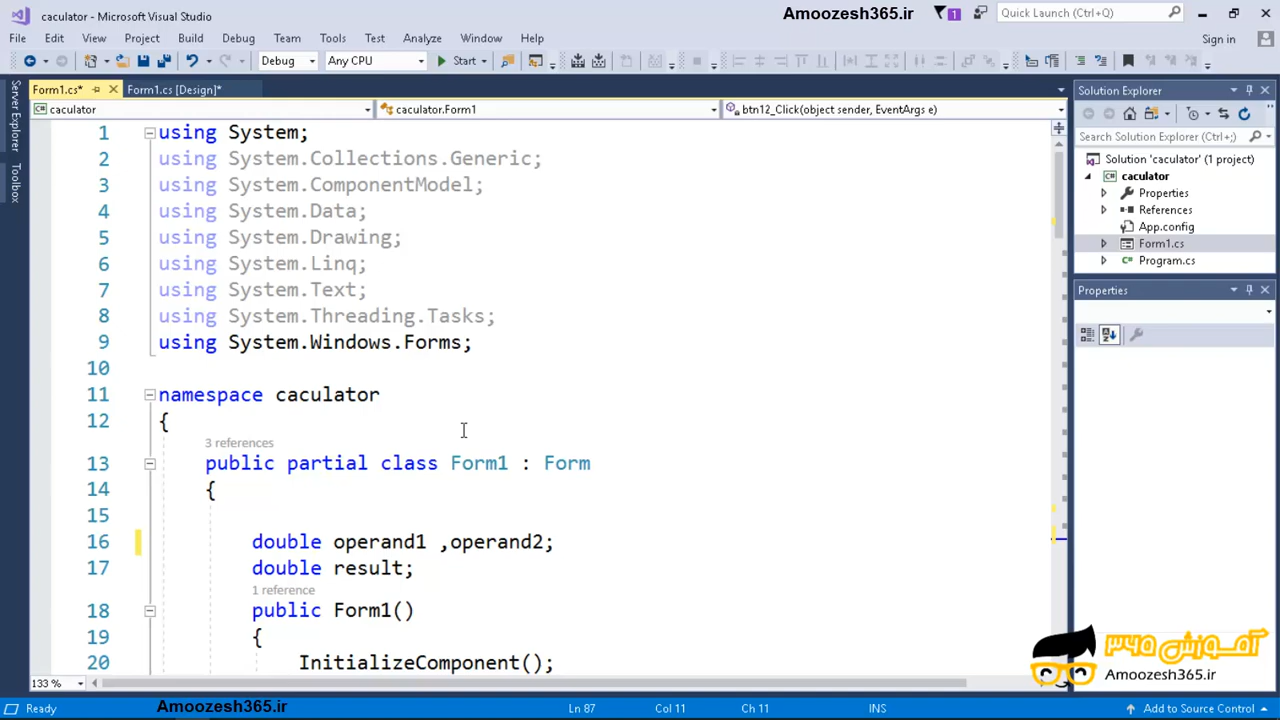 caculator - Microsoft Visual Studio
Amoozesh365.ir
1
Quick Launch (Ctrl+Q)
File Edit View Project Build Debug Team Tools Test Analyze Window Help
Sign in
Debug
Any CPU
Start
Form1.cs*
Form1.cs [Design]*
caculator
caculator.Form1
btn12_Click(object sender, EventArgs e)
Server Explorer
Toolbox
1 using System;
2 using System.Collections.Generic;
3 using System.ComponentModel;
4 using System.Data;
5 using System.Drawing;
6 using System.Linq;
7 using System.Text;
8 using System.Threading.Tasks;
9 using System.Windows.Forms;
10
11 namespace caculator
12 {
3 references
13 public partial class Form1 : Form
14 {
15
16 double operand1 ,operand2;
17 double result;
1 reference
18 public Form1()
19 {
20 InitializeComponent();
133 %
Solution Explorer
Search Solution Explorer (Ctrl+;)
Solution 'caculator' (1 project)
caculator
Properties
References
App.config
Form1.cs
Program.cs
Properties
آموزش ۳۶۵
Amoozesh365.ir
Ready
Amoozesh365.ir
Ln 87
Col 11
Ch 11
INS
Add to Source Control